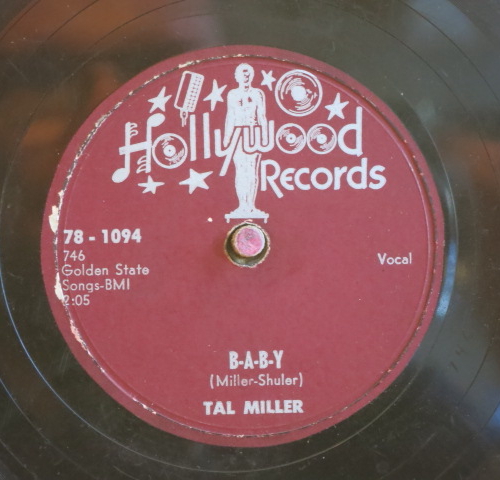 Hollywood
Records
78 - 1094
746
Golden State
Songs-BMI
2:05
Vocal
B-A-B-Y
(Miller-Shuler)
TAL MILLER